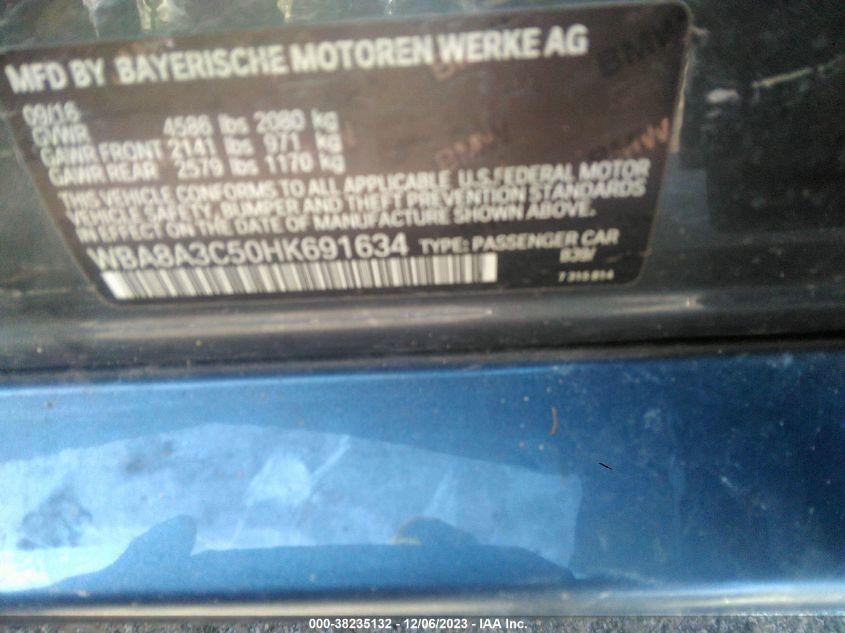 MFD BY BAYERISCHE MOTOREN WERKE AG
09/16
GVWR 4586 lbs 2080 kg
GAWR FRONT 2141 lbs 971 kg
GAWR REAR 2579 lbs 1170 kg
THIS VEHICLE CONFORMS TO ALL APPLICABLE U.S.FEDERAL MOTOR
VEHICLE SAFETY, BUMPER AND THEFT PREVENTION STANDARDS
IN EFFECT ON THE DATE OF MANUFACTURE SHOWN ABOVE.
WBA8A3C50HK691634 TYPE: PASSENGER CAR
BMW
BMW
BMW
000-38235132 - 12/06/2023 - IAA Inc.